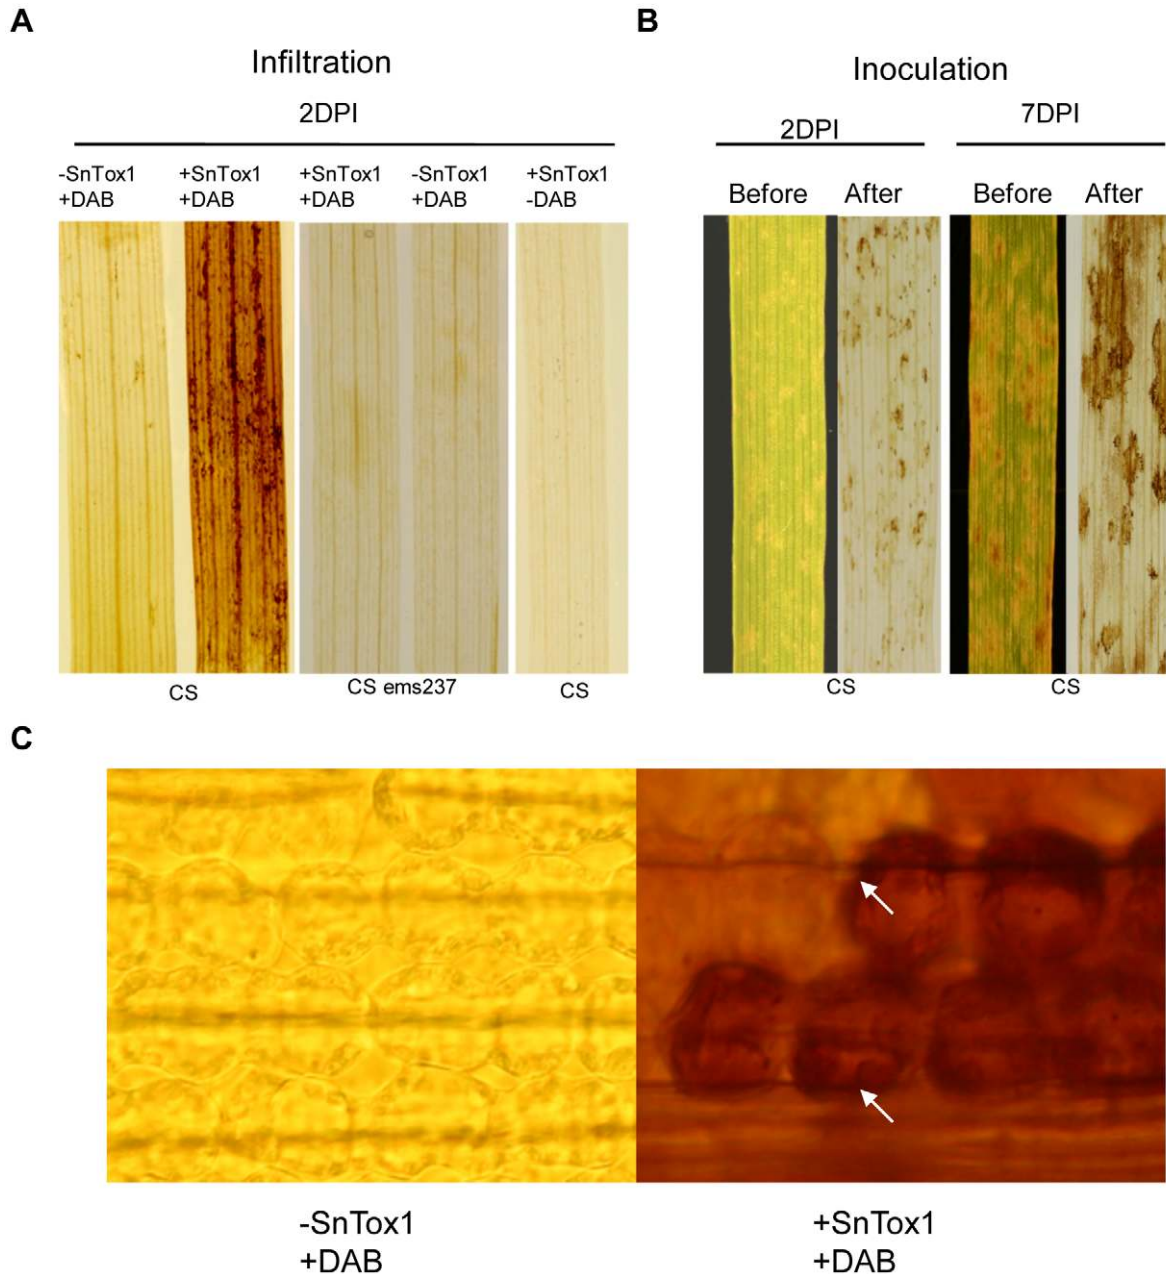 A
Infiltration
2DPI
-SnTox1 +SnTox1 +SnTox1 -SnTox1 +SnTox1
+DAB +DAB +DAB +DAB -DAB
CS CS ems237 CS
B
Inoculation
2DPI 7DPI
Before After Before After
CS CS
C
-SnTox1 +SnTox1
+DAB +DAB